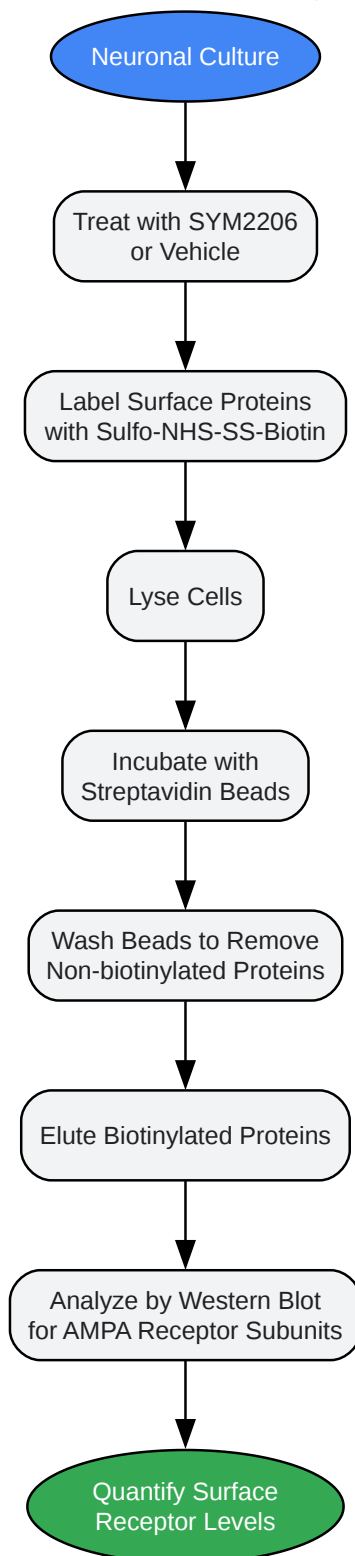 Neuronal Culture
Treat with SYM2206
or Vehicle
Label Surface Proteins
with Sulfo-NHS-SS-Biotin
Lyse Cells
Incubate with
Streptavidin Beads
Wash Beads to Remove
Non-biotinylated Proteins
Elute Biotinylated Proteins
Analyze by Western Blot
for AMPA Receptor Subunits
Quantify Surface
Receptor Levels